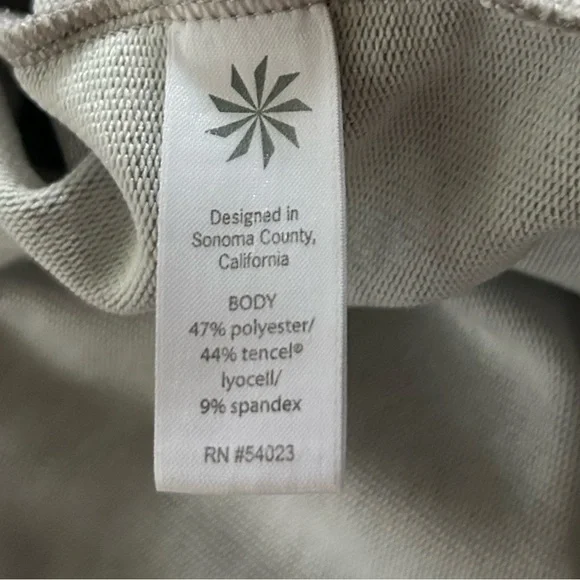 Designed in
Sonoma County,
California
BODY
47% polyester/
44% tencel®
lyocell/
9% spandex
RN #54023